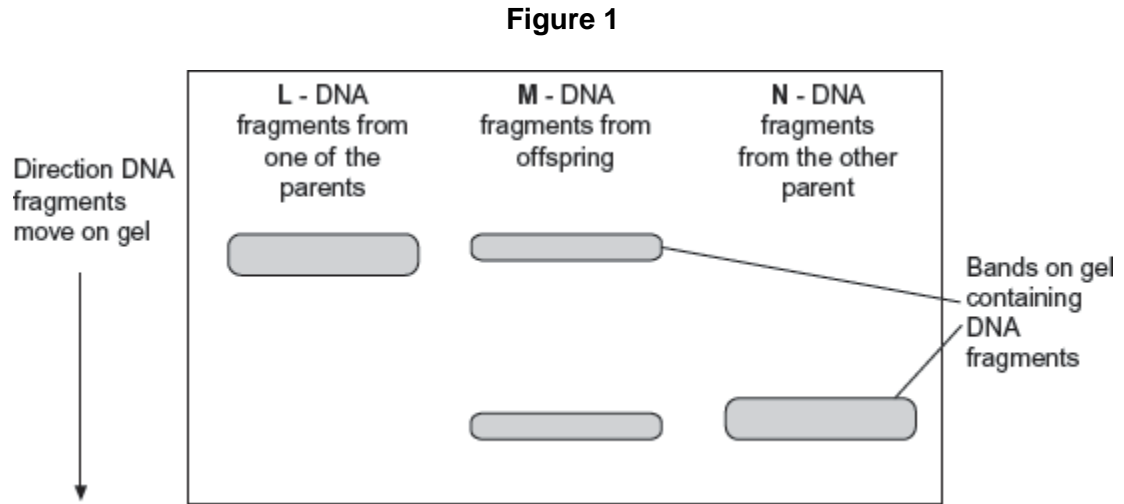 Figure 1
L - DNA
fragments from
one of the
parents
M - DNA
fragments from
offspring
N - DNA
fragments
from the other
parent
Direction DNA
fragments
move on gel
Bands on gel
containing
DNA
fragments